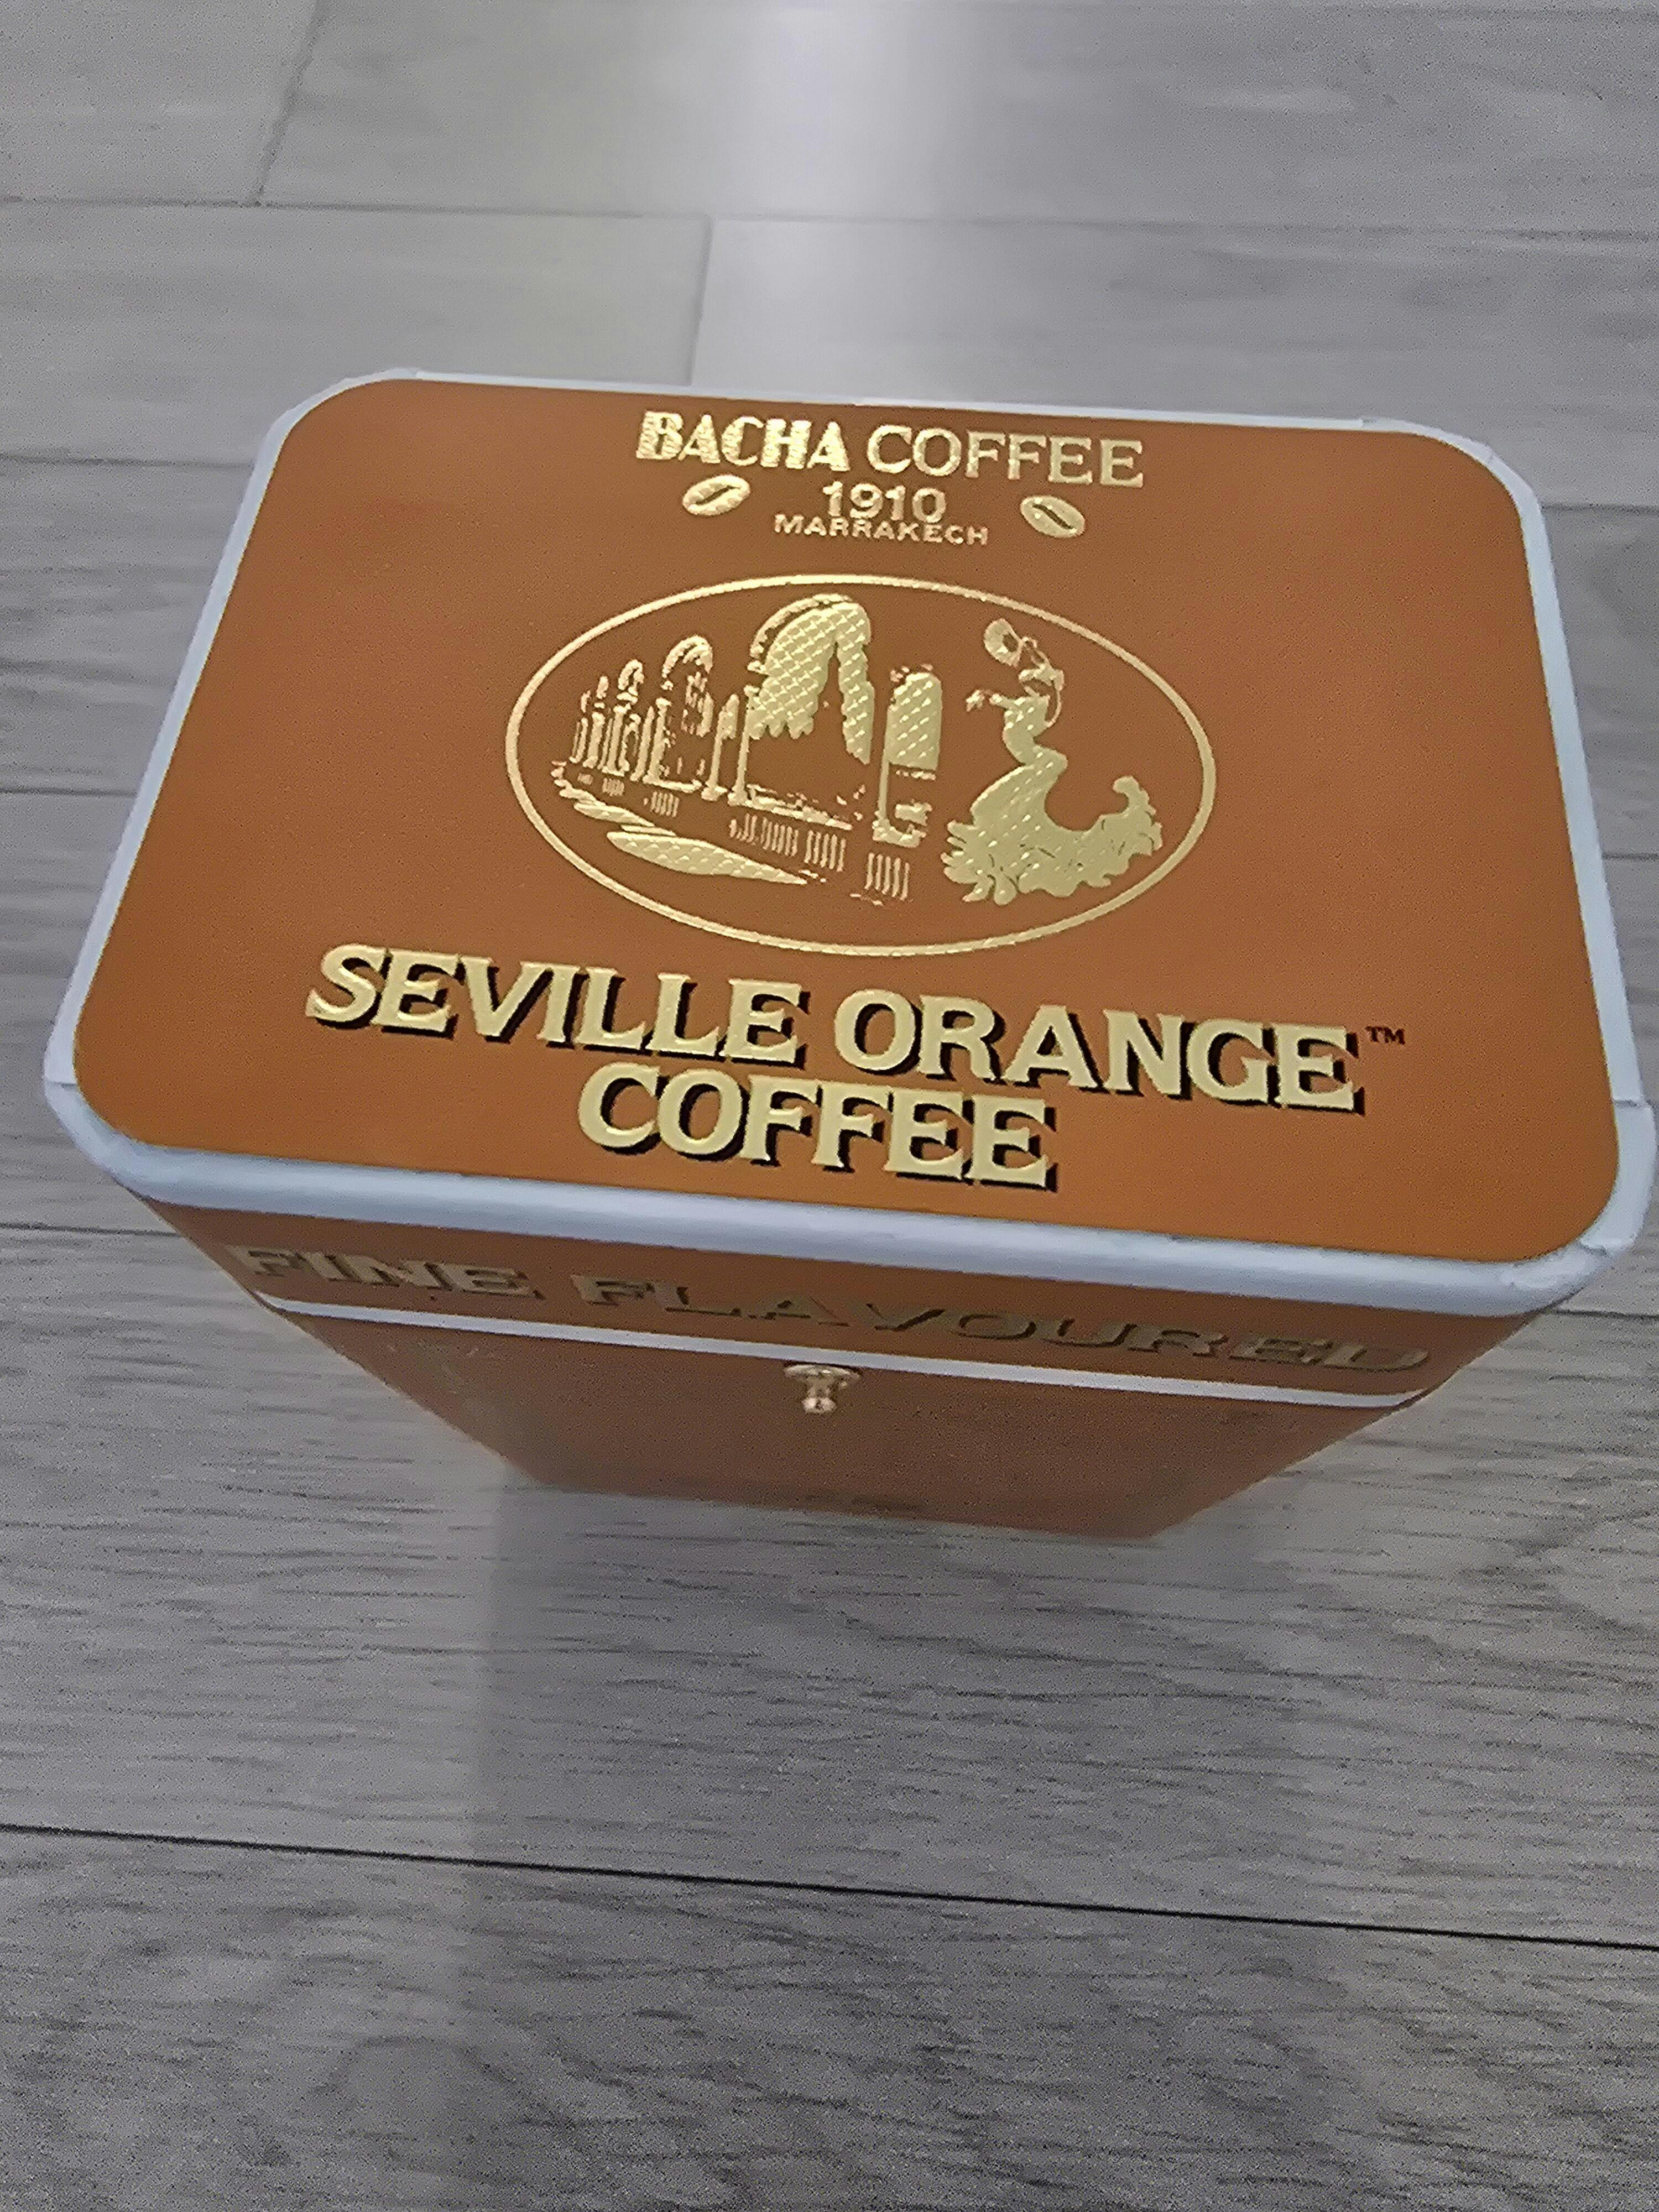 BACHA COFFEE
1910
MARRAKECH
SEVILLE ORANGE™
COFFEE
FINE FLAVOURED